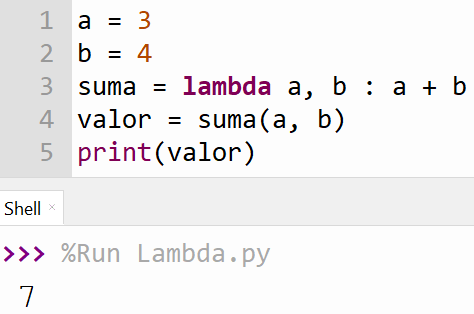 1 a = 3
2 b = 4
3 suma = lambda a, b : a + b
4 valor = suma(a, b)
5 print(valor)
Shell ×
>>> %Run Lambda.py
7